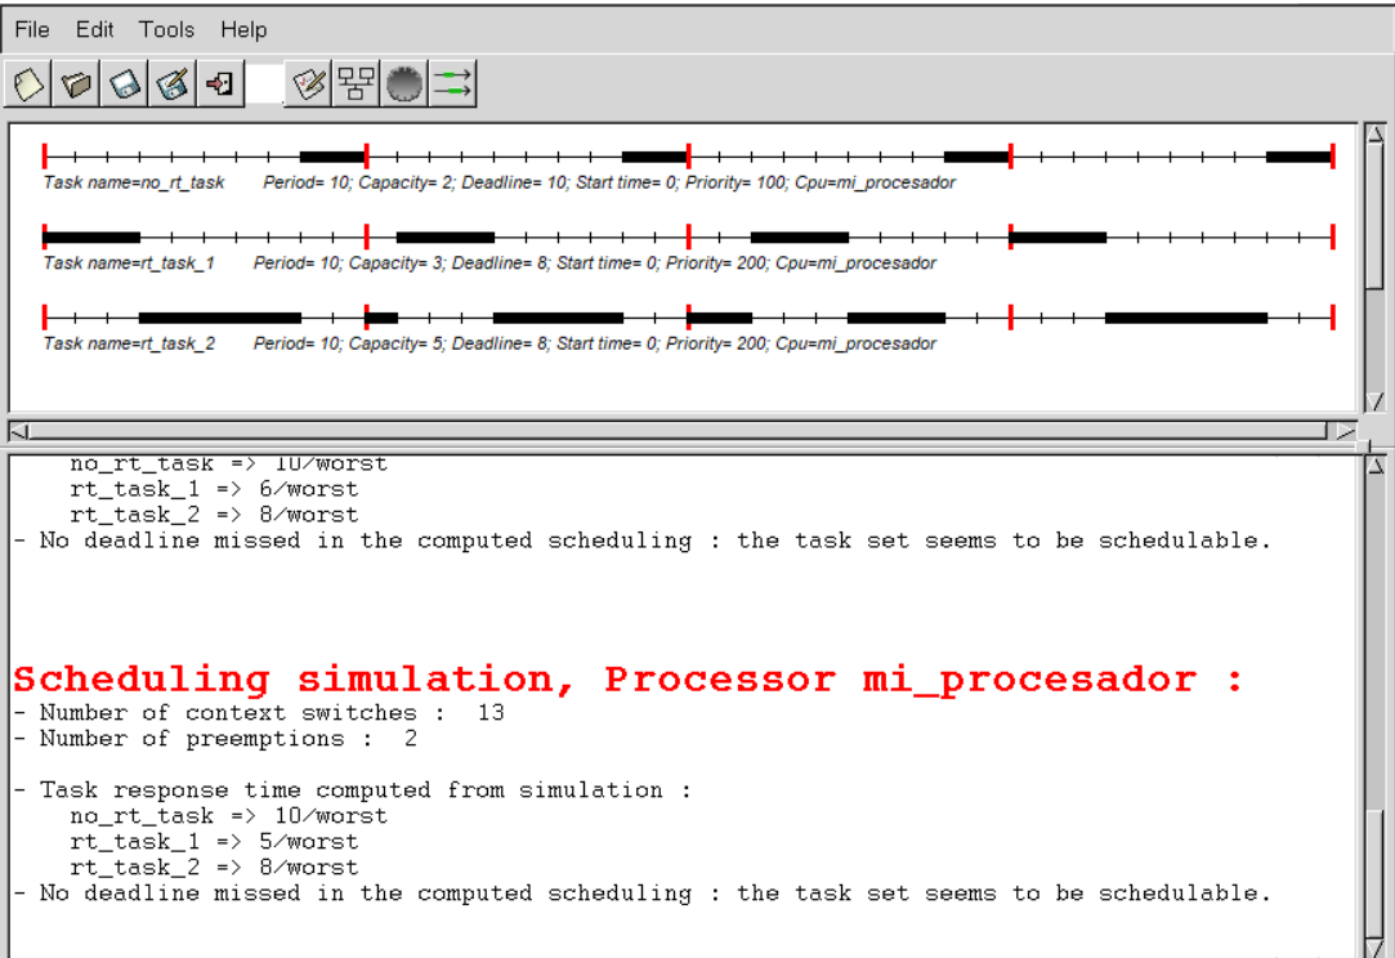 File Edit Tools Help
Task name=no_rt_task Period= 10; Capacity= 2; Deadline= 10; Start time= 0; Priority= 100; Cpu=mi_procesador
Task name=rt_task_1 Period= 10; Capacity= 3; Deadline= 8; Start time= 0; Priority= 200; Cpu=mi_procesador
Task name=rt_task_2 Period= 10; Capacity= 5; Deadline= 8; Start time= 0; Priority= 200; Cpu=mi_procesador
no_rt_task => 10/worst
rt_task_1 => 6/worst
rt_task_2 => 8/worst
- No deadline missed in the computed scheduling : the task set seems to be schedulable.
Scheduling simulation, Processor mi_procesador :
- Number of context switches : 13
- Number of preemptions : 2
- Task response time computed from simulation :
no_rt_task => 10/worst
rt_task_1 => 5/worst
rt_task_2 => 8/worst
- No deadline missed in the computed scheduling : the task set seems to be schedulable.